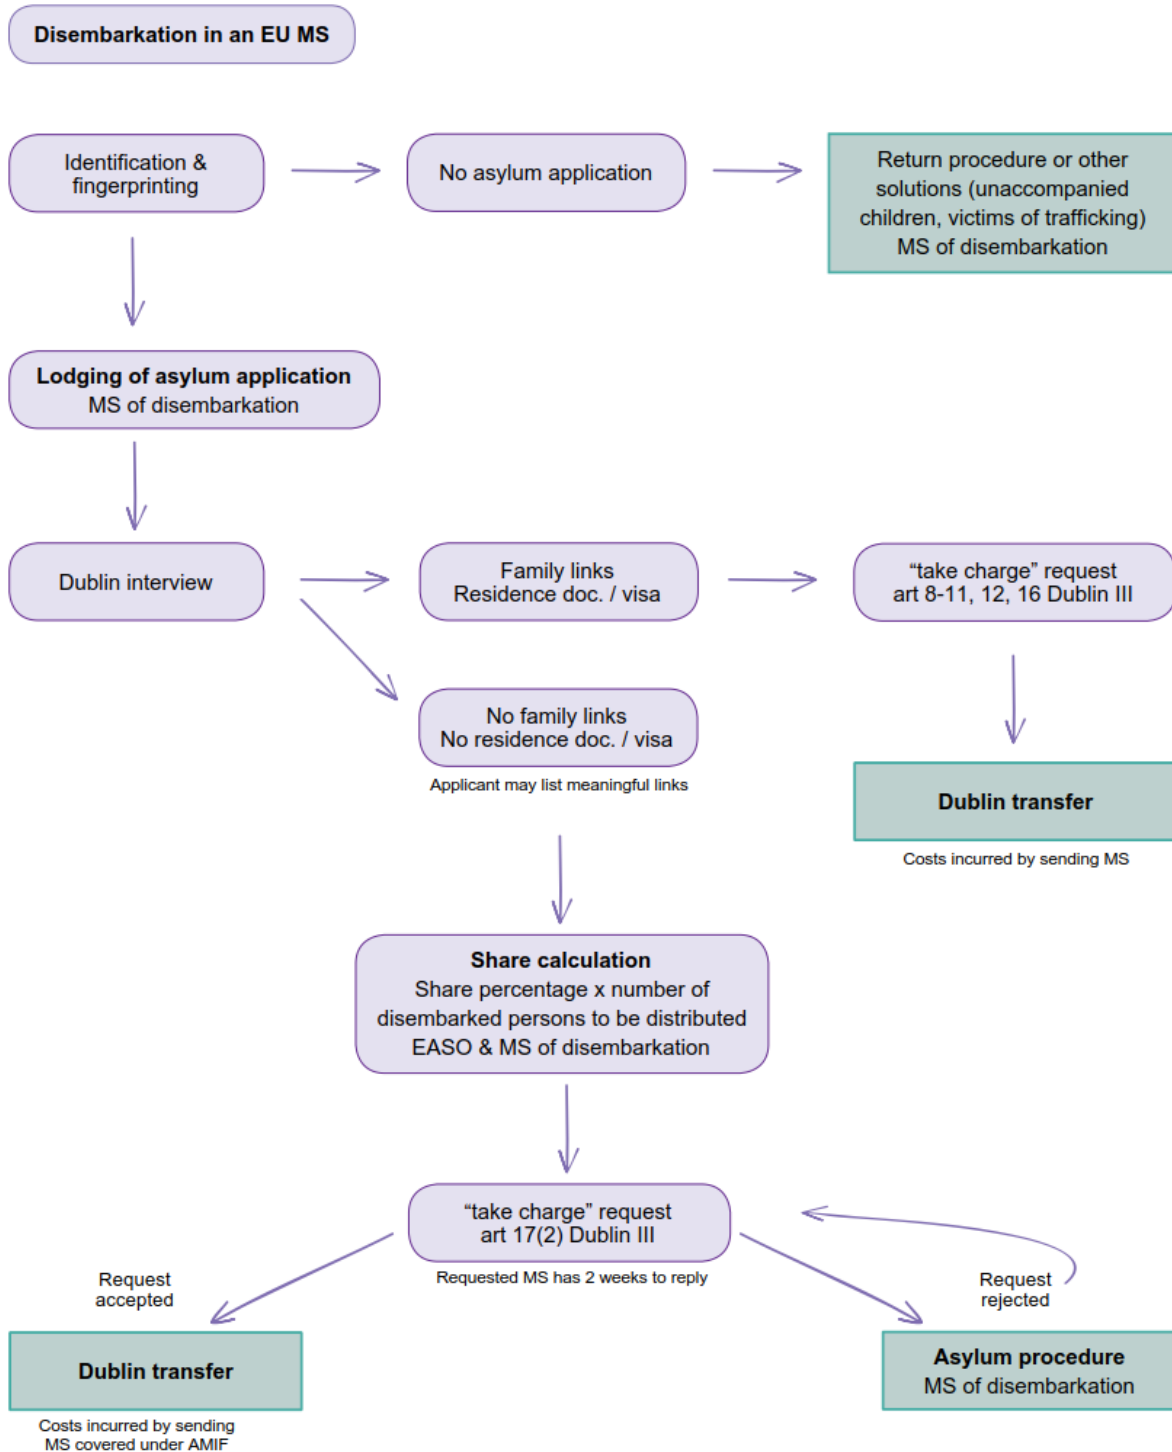 Disembarkation in an EU MS
Identification &
fingerprinting
No asylum application
Return procedure or other
solutions (unaccompanied
children, victims of trafficking)
MS of disembarkation
Lodging of asylum application
MS of disembarkation
Dublin interview
Family links
Residence doc. / visa
“take charge” request
art 8-11, 12, 16 Dublin III
No family links
No residence doc. / visa
Applicant may list meaningful links
Dublin transfer
Costs incurred by sending MS
Share calculation
Share percentage x number of
disembarked persons to be distributed
EASO & MS of disembarkation
“take charge” request
art 17(2) Dublin III
Requested MS has 2 weeks to reply
Request
accepted
Request
rejected
Dublin transfer
Costs incurred by sending
MS covered under AMIF
Asylum procedure
MS of disembarkation